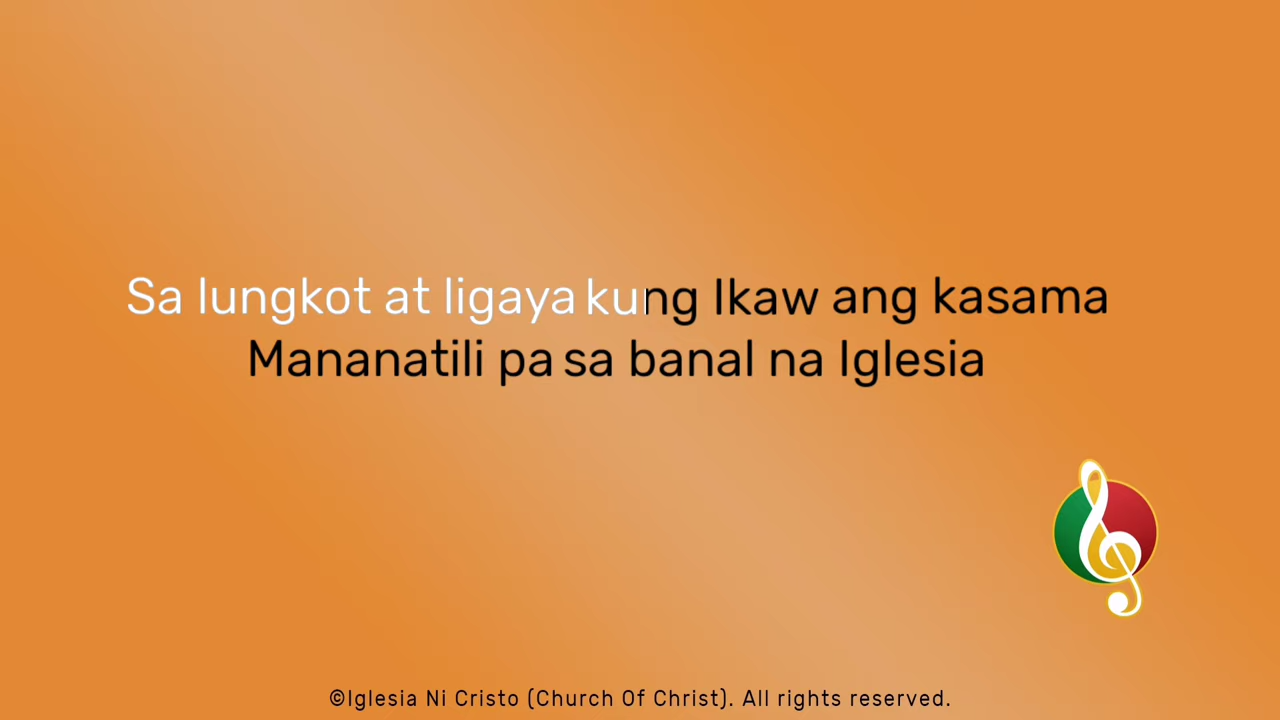 Sa lungkot at ligaya kung Ikaw ang kasama
Mananatili pa sa banal na Iglesia
©Iglesia Ni Cristo (Church Of Christ). All rights reserved.